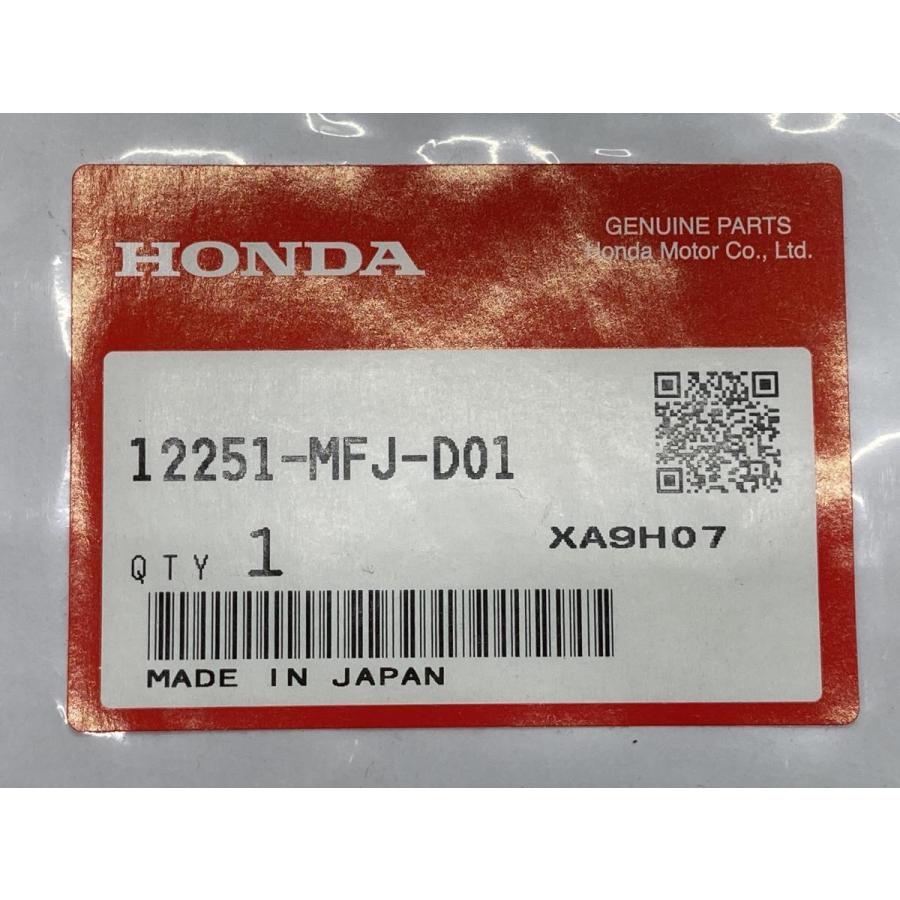 HONDA
GENUINE PARTS
Honda Motor Co., Ltd.
12251-MFJ-D01
QTY 1
XA9H07
MADE IN JAPAN